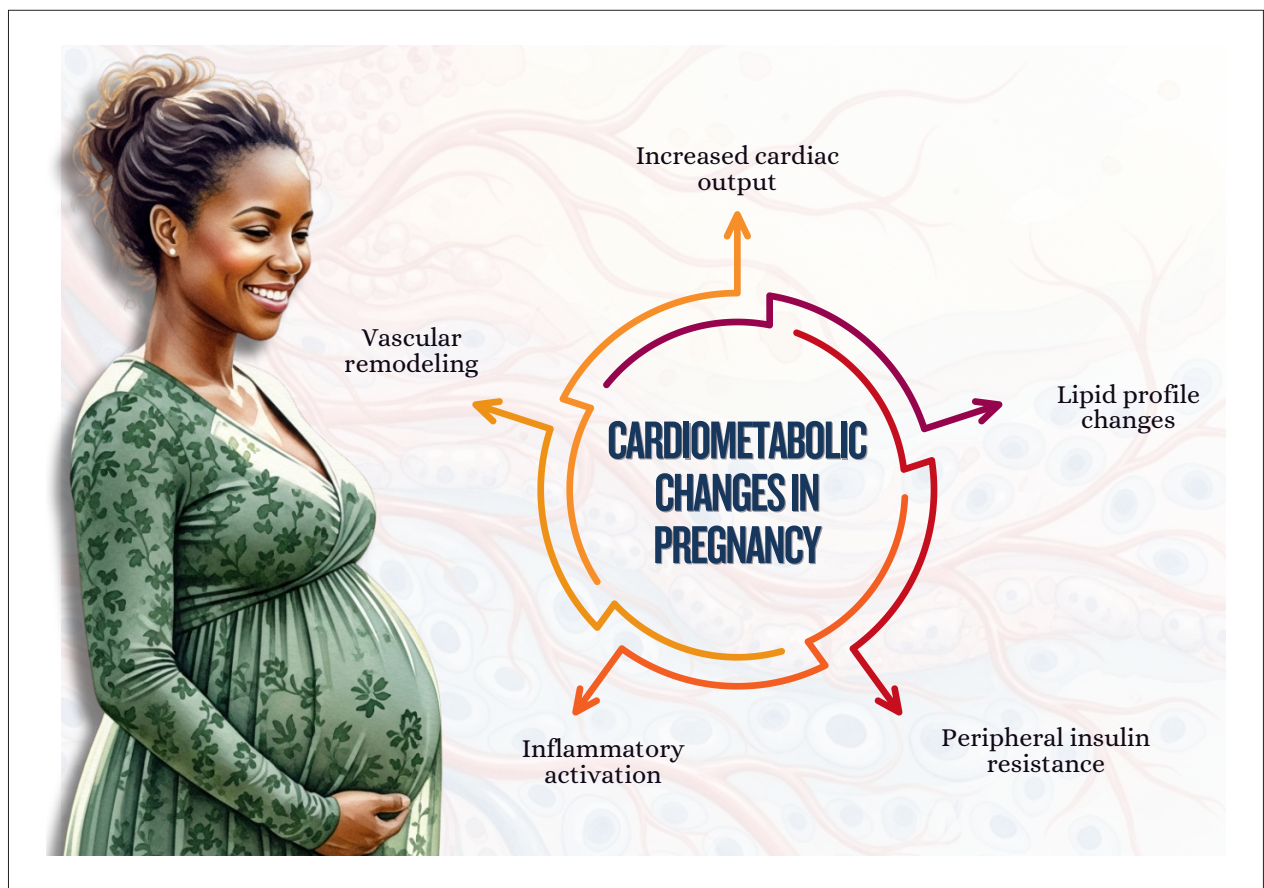 Increased cardiac
output
Vascular
remodeling
Lipid profile
changes
CARDIOMETABOLIC
CHANGES IN
PREGNANCY
Inflammatory
activation
Peripheral insulin
resistance